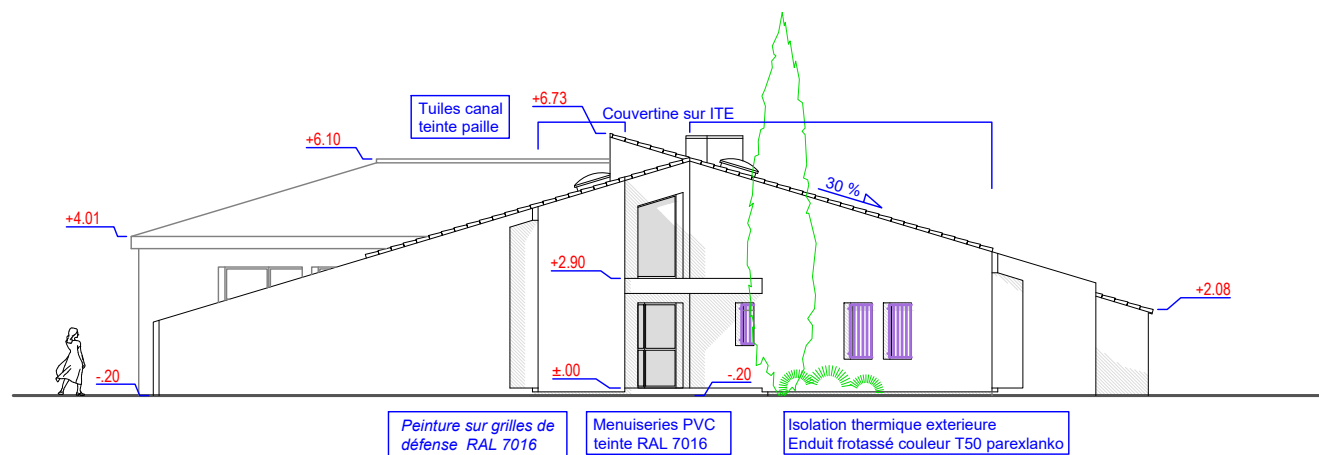 Tuiles canal
teinte paille
+6.73
Couvertine sur ITE
+6.10
30 %
+4.01
+2.90
+2.08
-.20
±.00
-.20
Peinture sur grilles de
défense RAL 7016
Menuiseries PVC
teinte RAL 7016
Isolation thermique exterieure
Enduit frotassé couleur T50 parexlanko